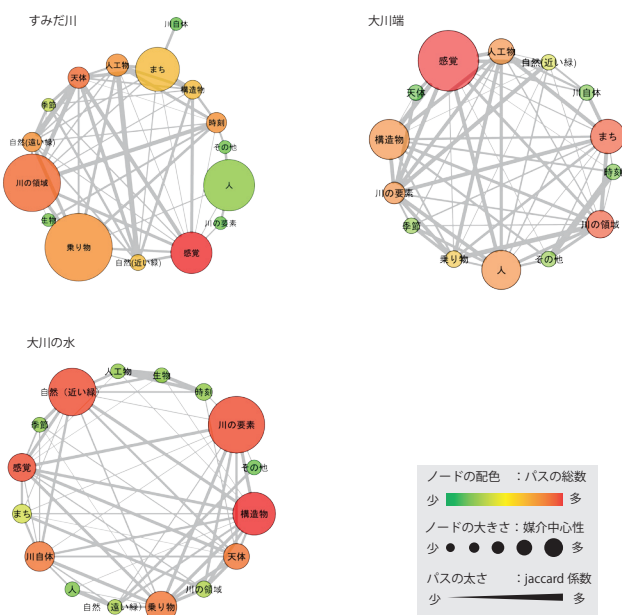 すみだ川
川自体
まち
人工物
天体
構造物
季節
時刻
自然(遠い緑)
その他
川の領域
人
生物
川の要素
乗り物
自然(近い緑)
感覚
大川端
感覚
人工物
自然(近い緑)
天体
川自体
構造物
まち
時刻
川の要素
季節
川の領域
乗り物
人
その他
大川の水
人工物
生物
自然（近い緑）
時刻
季節
川の要素
感覚
その他
まち
構造物
川自体
天体
人
川の領域
自然（遠い緑）
乗り物
ノードの配色　：パスの総数
少 多
ノードの大きさ：媒介中心性
少 多
パスの太さ　：jaccard 係数
少 多